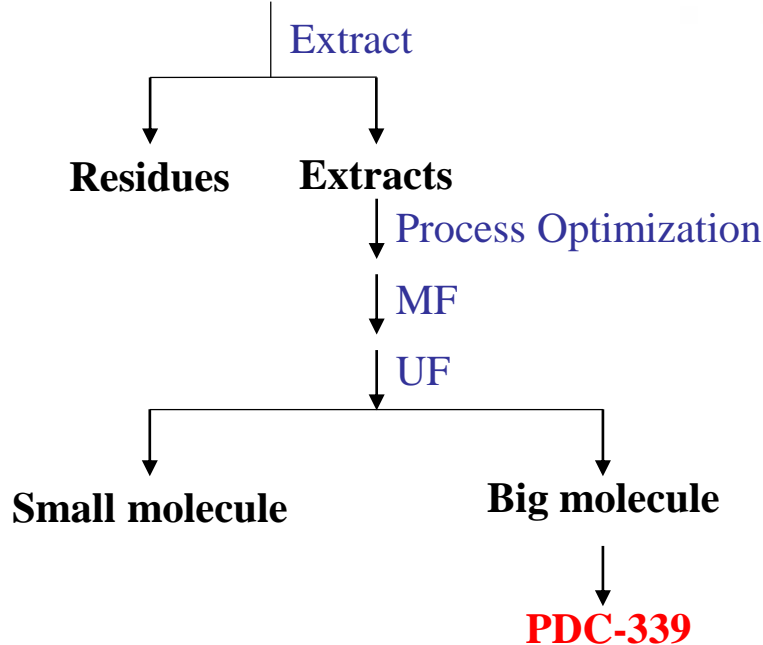 Extract
Residues
Extracts
Process Optimization
MF
UF
Small molecule
Big molecule
PDC-339